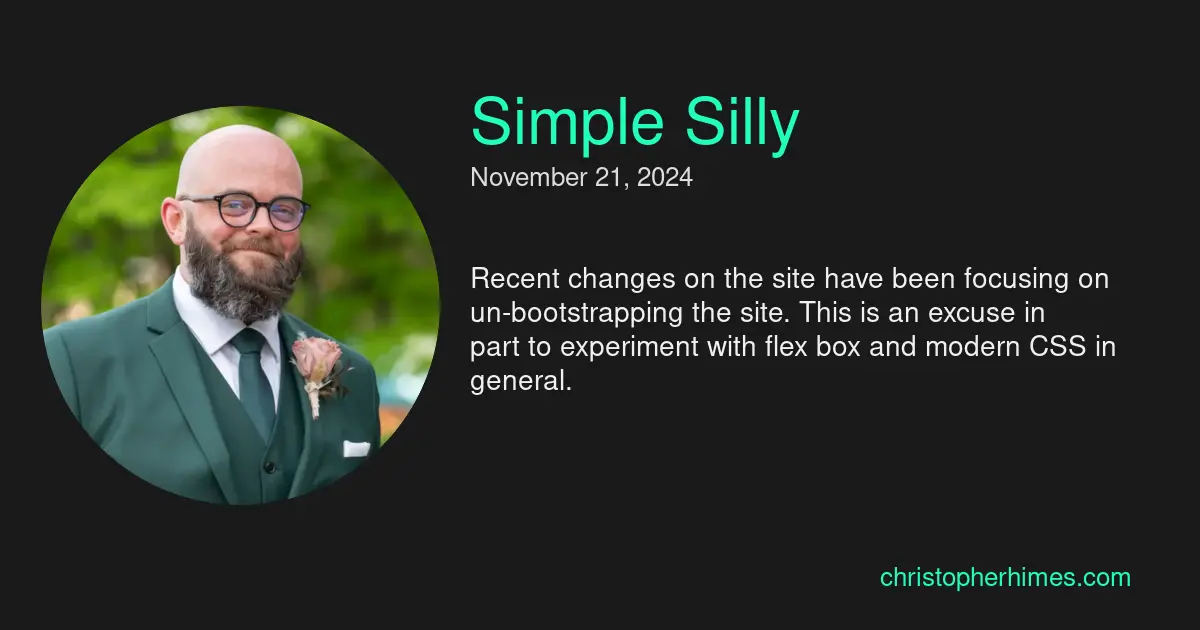 Simple Silly
November 21, 2024
Recent changes on the site have been focusing on
un-bootstrapping the site. This is an excuse in
part to experiment with flex box and modern CSS in
general.
christopherhimes.com